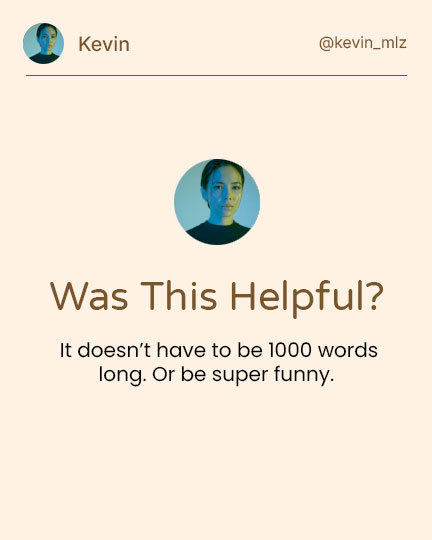 Kevin
@kevin_mlz
Was This Helpful?
It doesn’t have to be 1000 words
long. Or be super funny.